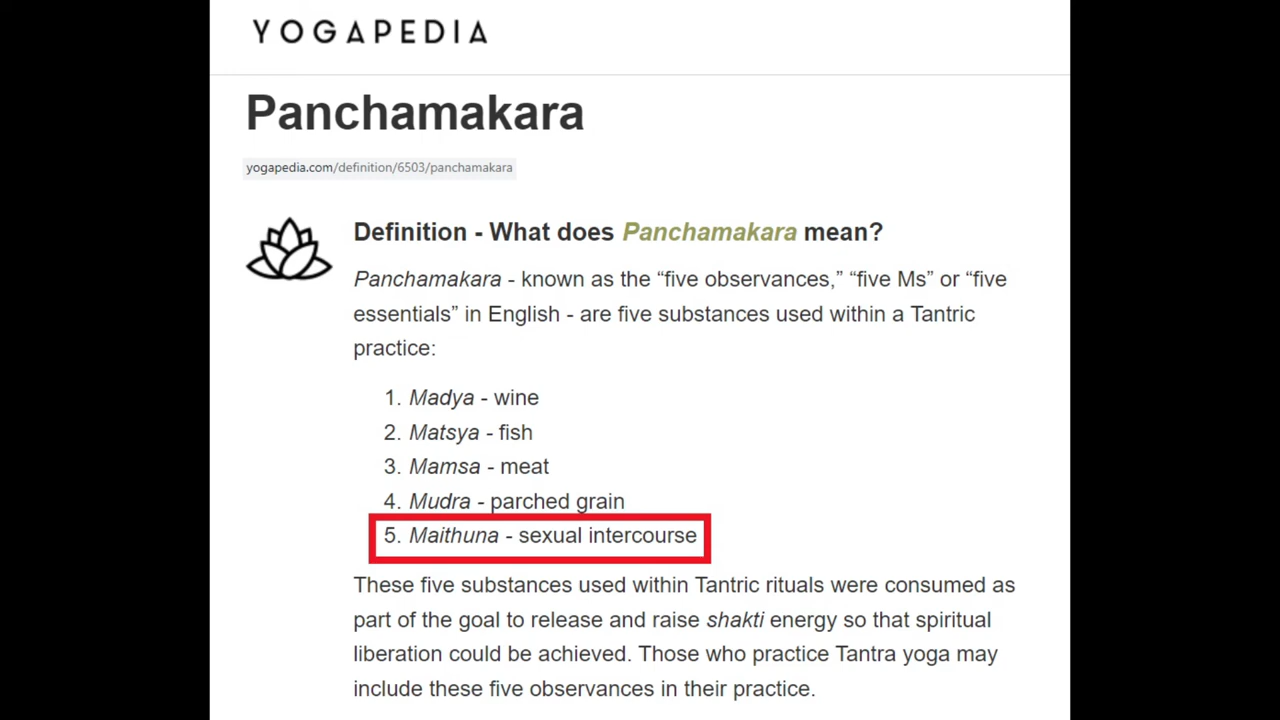 YOGAPEDIA
Panchamakara
yogapedia.com/definition/6503/panchamakara
Definition - What does Panchamakara mean?
Panchamakara - known as the “five observances,” “five Ms” or “five
essentials” in English - are five substances used within a Tantric
practice:
1. Madya - wine
2. Matsya - fish
3. Mamsa - meat
4. Mudra - parched grain
5. Maithuna - sexual intercourse
These five substances used within Tantric rituals were consumed as
part of the goal to release and raise shakti energy so that spiritual
liberation could be achieved. Those who practice Tantra yoga may
include these five observances in their practice.